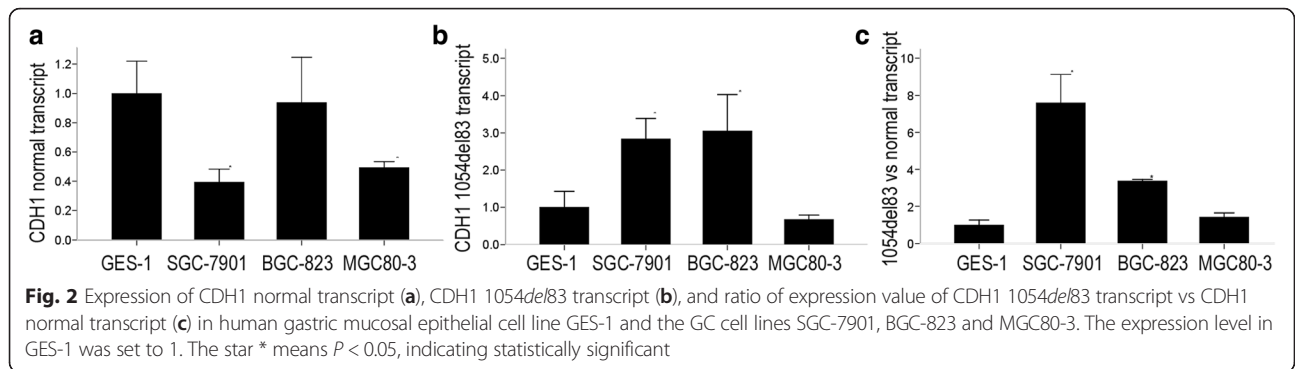 a
CDH1 normal transcript
1.2
1.0
0.8
0.6
0.4
0.2
0.0
*
*
GES-1 SGC-7901 BGC-823 MGC80-3
b
CDH1 1054del83 transcript
5.0
4.0
3.0
2.0
1.0
0.0
*
*
GES-1 SGC-7901 BGC-823 MGC80-3
c
1054del83 vs normal transcript
10
8
6
4
2
0
*
*
GES-1 SGC-7901 BGC-823 MGC80-3
Fig. 2 Expression of CDH1 normal transcript (a), CDH1 1054del83 transcript (b), and ratio of expression value of CDH1 1054del83 transcript vs CDH1
normal transcript (c) in human gastric mucosal epithelial cell line GES-1 and the GC cell lines SGC-7901, BGC-823 and MGC80-3. The expression level in
GES-1 was set to 1. The star * means P < 0.05, indicating statistically significant